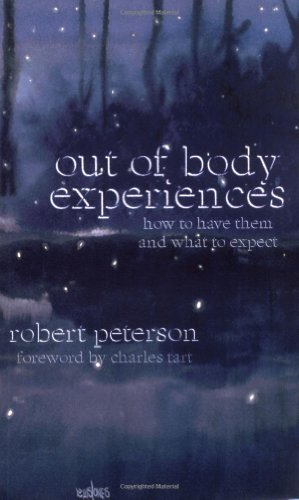 out of body
experiences
how to have them
and what to expect
robert peterson
foreword by charles tart